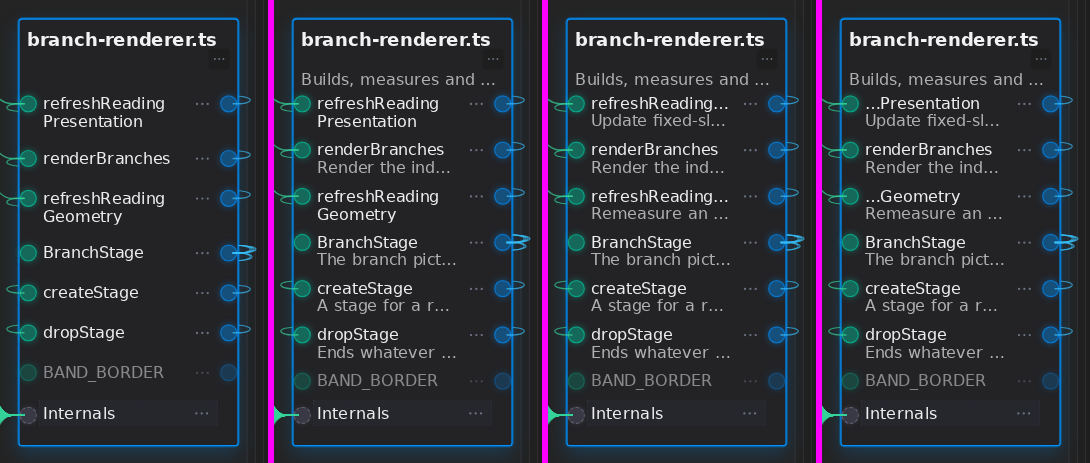 branch-renderer.ts
...
refreshReading ...
Presentation
renderBranches ...
refreshReading ...
Geometry
BranchStage ...
createStage ...
dropStage ...
BAND_BORDER ...
Internals ...
branch-renderer.ts
...
Builds, measures and ...
refreshReading ...
Presentation
renderBranches ...
Render the ind...
refreshReading ...
Geometry
BranchStage ...
The branch pict...
createStage ...
A stage for a r...
dropStage ...
Ends whatever ...
BAND_BORDER ...
Internals ...
branch-renderer.ts
...
Builds, measures and ...
refreshReading... ...
Update fixed-sl...
renderBranches ...
Render the ind...
refreshReading... ...
Remeasure an ...
BranchStage ...
The branch pict...
createStage ...
A stage for a r...
dropStage ...
Ends whatever ...
BAND_BORDER ...
Internals ...
branch-renderer.ts
...
Builds, measures and ...
...Presentation ...
Update fixed-sl...
renderBranches ...
Render the ind...
...Geometry ...
Remeasure an ...
BranchStage ...
The branch pict...
createStage ...
A stage for a r...
dropStage ...
Ends whatever ...
BAND_BORDER ...
Internals ...